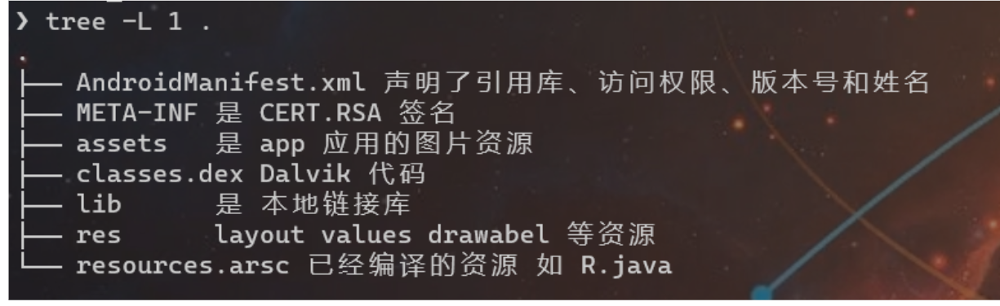 ❯ tree -L 1 .
.
├── AndroidManifest.xml 声明了引用库、访问权限、版本号和姓名
├── META-INF 是 CERT.RSA 签名
├── assets   是 app 应用的图片资源
├── classes.dex Dalvik 代码
├── lib      是 本地链接库
├── res      layout values drawabel 等资源
└── resources.arsc 已经编译的资源 如 R.java